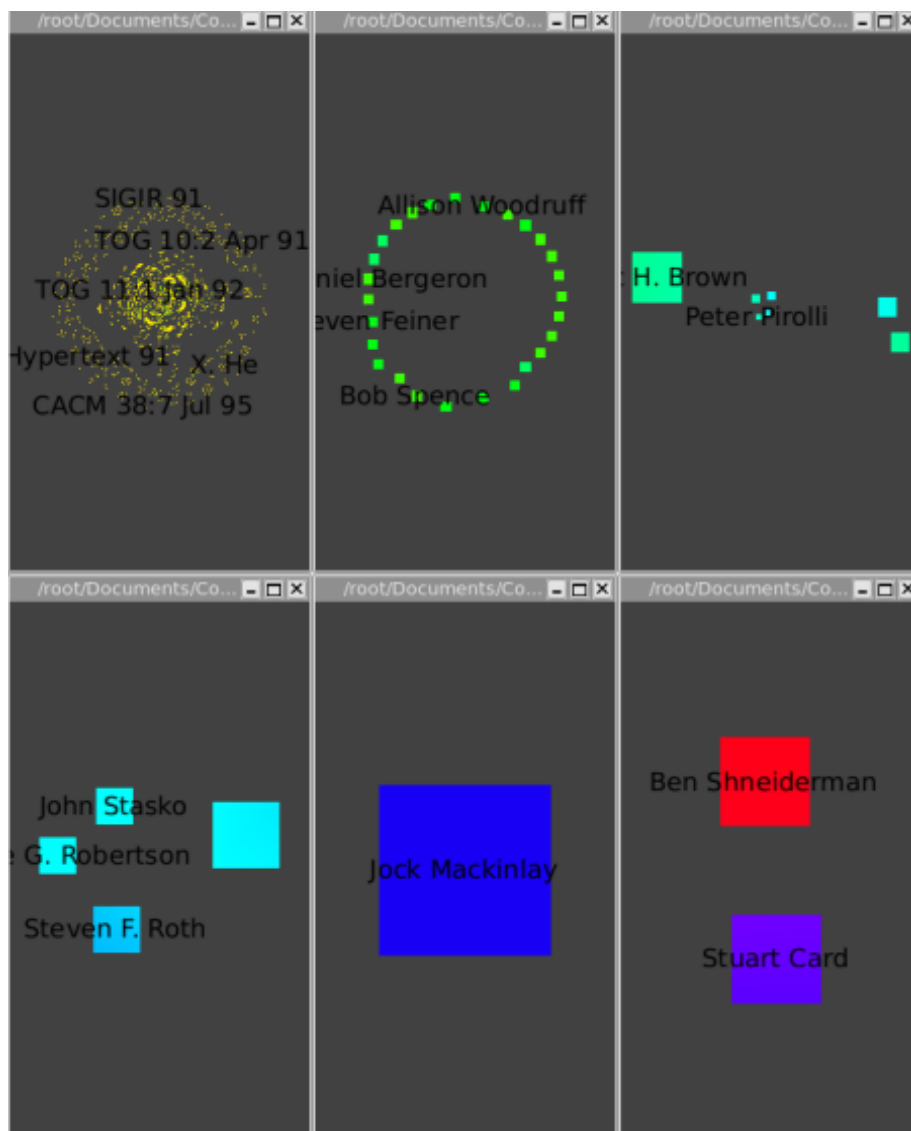 /root/Documents/Co...
/root/Documents/Co...
/root/Documents/Co...
SIGIR 91
TOG 10:2 Apr 91
TOG 11:1 Jan 92
Hypertext 91
X. He
CACM 38:7 Jul 95
Allison Woodruff
niel Bergeron
even Feiner
Bob Spence
H. Brown
Peter Pirolli
/root/Documents/Co...
/root/Documents/Co...
/root/Documents/Co...
John Stasko
e G. Robertson
Steven F. Roth
Jock Mackinlay
Ben Shneiderman
Stuart Card